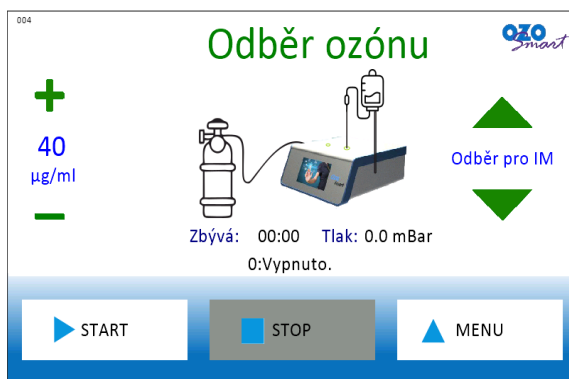 004
Odběr ozónu
OZO
Smart
40
µg/ml
Odběr pro IM
Zbývá: 00:00 Tlak: 0.0 mBar
0:Vypnuto.
START
STOP
MENU